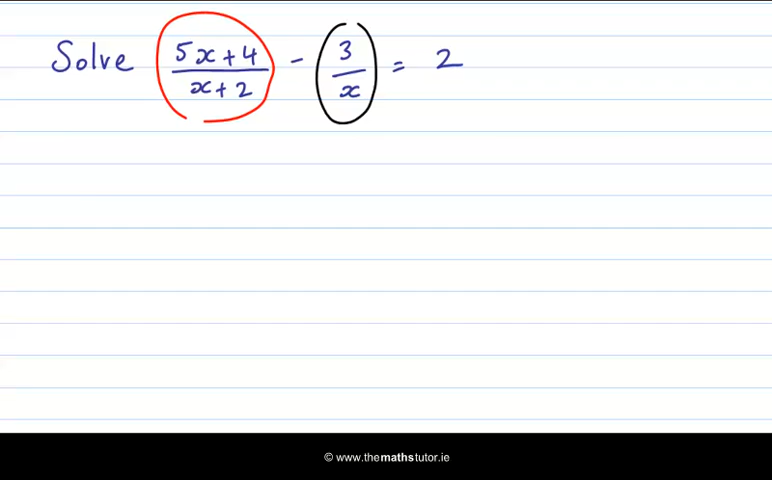 Solve (5x+4)/(x+2) - 3/x = 2
© www.themathstutor.ie